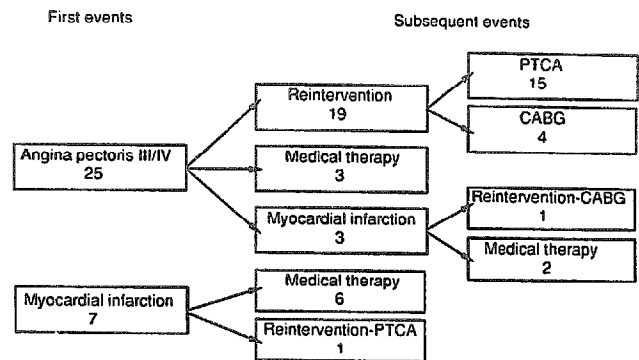 First events
Subsequent events
PTCA
15
Reintervention
19
CABG
4
Angina pectoris III/IV
25
Medical therapy
3
Reintervention-CABG
1
Myocardial infarction
3
Medical therapy
2
Medical therapy
6
Myocardial infarction
7
Reintervention-PTCA
1